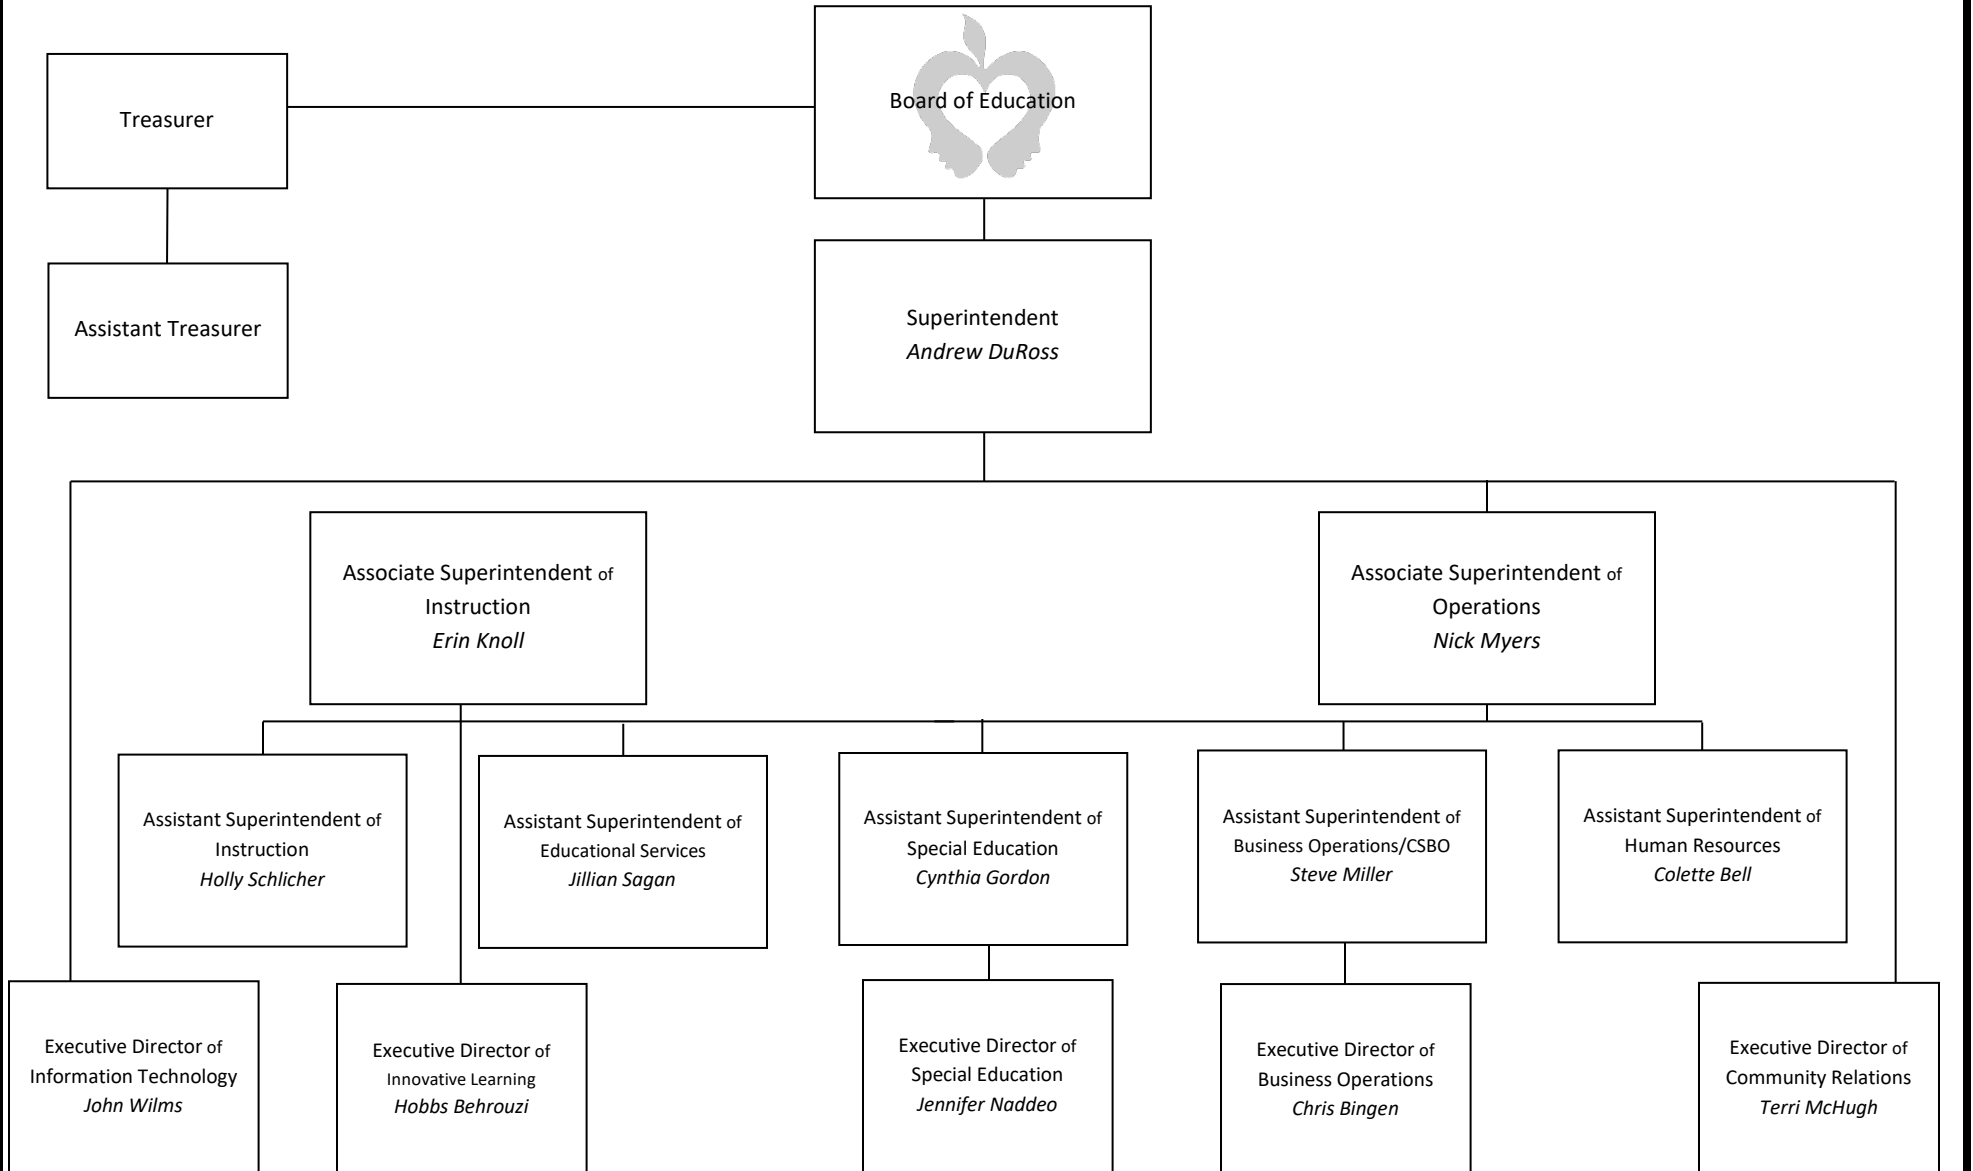 Board of Education
Treasurer
Assistant Treasurer
Superintendent
Andrew DuRoss
Associate Superintendent of
Instruction
Erin Knoll
Associate Superintendent of
Operations
Nick Myers
Assistant Superintendent of
Instruction
Holly Schlicher
Assistant Superintendent of
Educational Services
Jillian Sagan
Assistant Superintendent of
Special Education
Cynthia Gordon
Assistant Superintendent of
Business Operations/CSBO
Steve Miller
Assistant Superintendent of
Human Resources
Colette Bell
Executive Director of
Information Technology
John Wilms
Executive Director of
Innovative Learning
Hobbs Behrouzi
Executive Director of
Special Education
Jennifer Naddeo
Executive Director of
Business Operations
Chris Bingen
Executive Director of
Community Relations
Terri McHugh